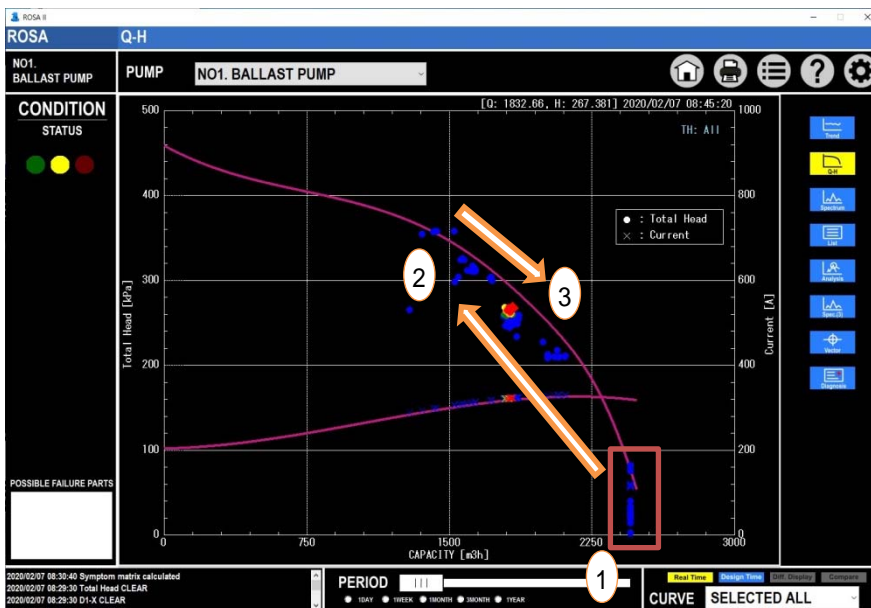 ROSA II
ROSA Q-H
NO1.
BALLAST PUMP
PUMP NO1. BALLAST PUMP
CONDITION
STATUS
[Q: 1832.66, H: 267.381] 2020/02/07 08:45:20
TH: All
: Total Head
× : Current
500
400
300
200
100
0
Total Head [kPa]
1000
800
600
400
200
0
Current [A]
0 750 1500 2250 3000
CAPACITY [m3h]
2
3
1
Trend
Q-H
Spectrum
List
Analysis
Spec.(3)
Vector
Diagnosis
POSSIBLE FAILURE PARTS
2020/02/07 08:30:40 Symptom
matrix calculated
2020/02/07 08:29:30 Total Head
CLEAR
2020/02/07 08:29:30 D1-X CLEAR
PERIOD
1DAY 1WEEK 1MONTH 3MONTH 1YEAR
Real Time Design Time Diff. Display Compare
CURVE SELECTED ALL